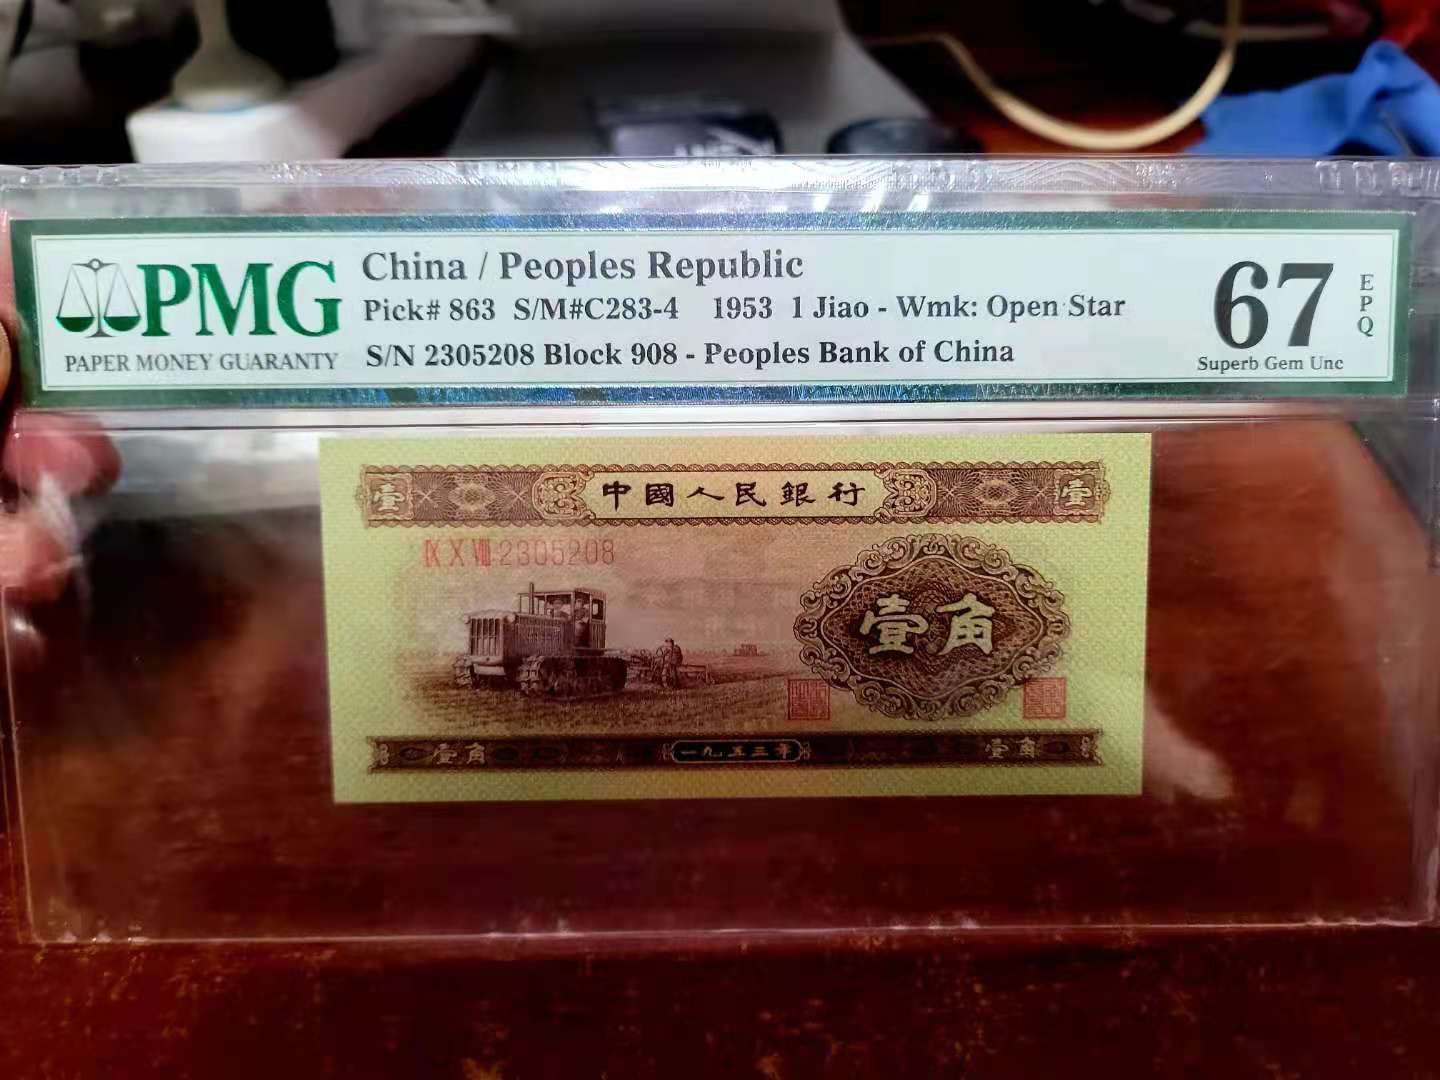 PMG
PAPER MONEY GUARANTY
China / Peoples Republic
Pick# 863 S/M#C283-4 1953 1 Jiao - Wmk: Open Star
S/N 2305208 Block 908 - Peoples Bank of China
67
EPQ
Superb Gem Unc
壹 中國人民銀行 壹
IX X VIII 2305208
壹角
壹角 一九五三年 壹角